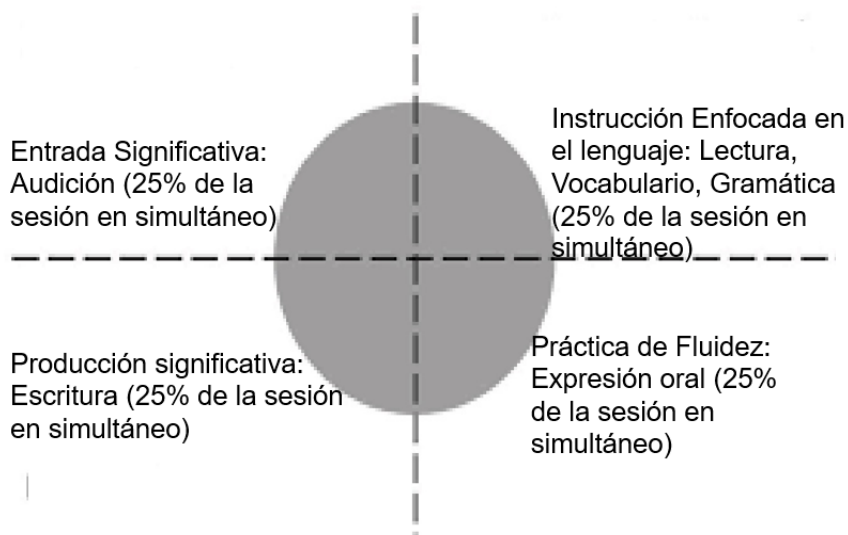 Entrada Significativa:
Audición (25% de la
sesión en simultáneo)
Instrucción Enfocada en
el lenguaje: Lectura,
Vocabulario, Gramática
(25% de la sesión en
simultáneo)
Producción significativa:
Escritura (25% de la sesión
en simultáneo)
Práctica de Fluidez:
Expresión oral (25%
de la sesión en
simultáneo)